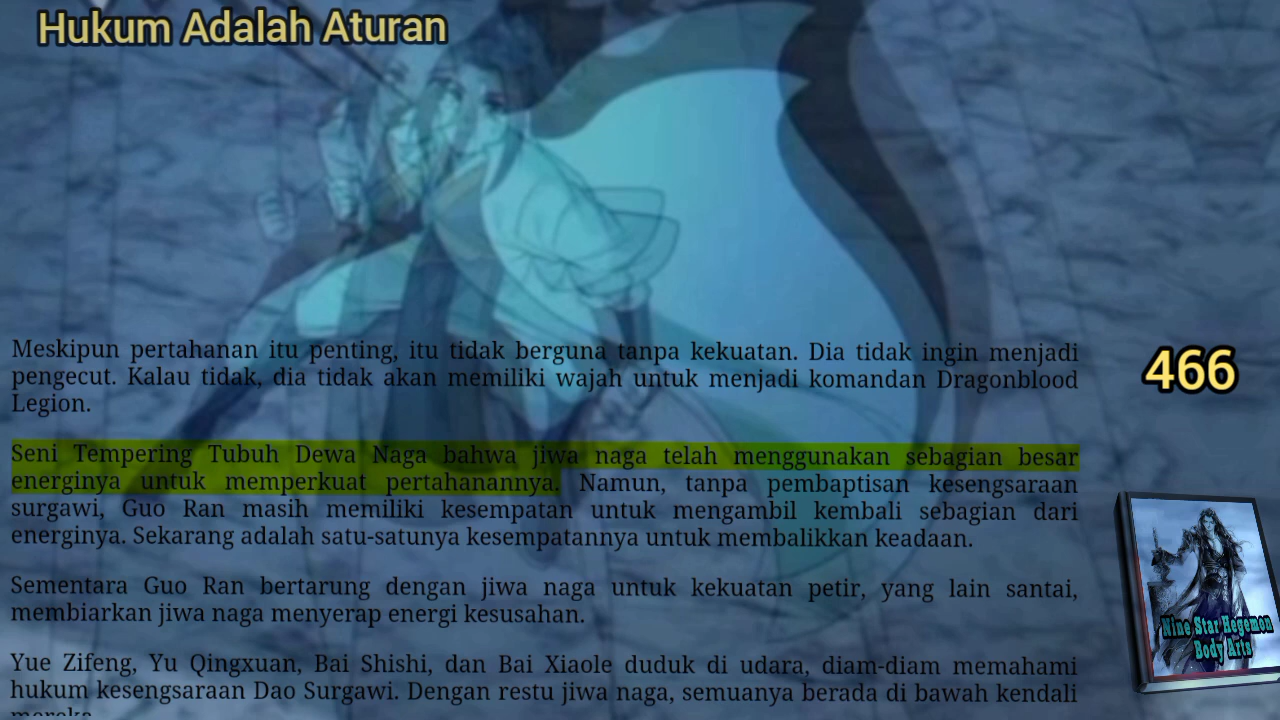 Hukum Adalah Aturan
Meskipun pertahanan itu penting, itu tidak berguna tanpa kekuatan. Dia tidak ingin menjadi
pengecut. Kalau tidak, dia tidak akan memiliki wajah untuk menjadi komandan Dragonblood
Legion.
466
Seni Tempering Tubuh Dewa Naga bahwa jiwa naga telah menggunakan sebagian besar
energinya untuk memperkuat pertahanannya. Namun, tanpa pembaptisan kesengsaraan
surgawi, Guo Ran masih memiliki kesempatan untuk mengambil kembali sebagian dari
energinya. Sekarang adalah satu-satunya kesempatannya untuk membalikkan keadaan.
Sementara Guo Ran bertarung dengan jiwa naga untuk kekuatan petir, yang lain santai,
membiarkan jiwa naga menyerap energi kesusahan.
Nine Star Hegemon
Body Arts
Yue Zifeng, Yu Qingxuan, Bai Shishi, dan Bai Xiaole duduk di udara, diam-diam memahami
hukum kesengsaraan Dao Surgawi. Dengan restu jiwa naga, semuanya berada di bawah kendali
mereka